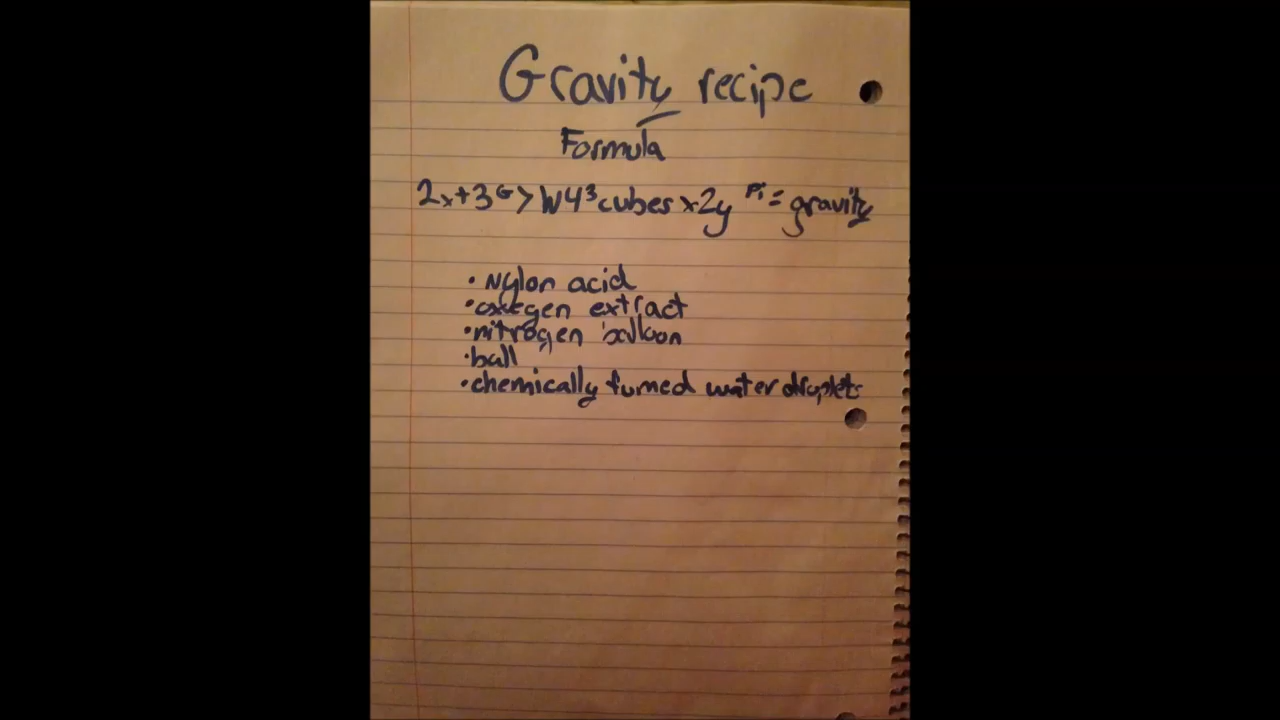 Gravity recipe
Formula
2x+3ᴳ> W4³cubes x2y ᴾⁱ = gravity
• Nylon acid
• oxegen extract
• nitrogen balloon
• ball
• chemically fumed water droplets